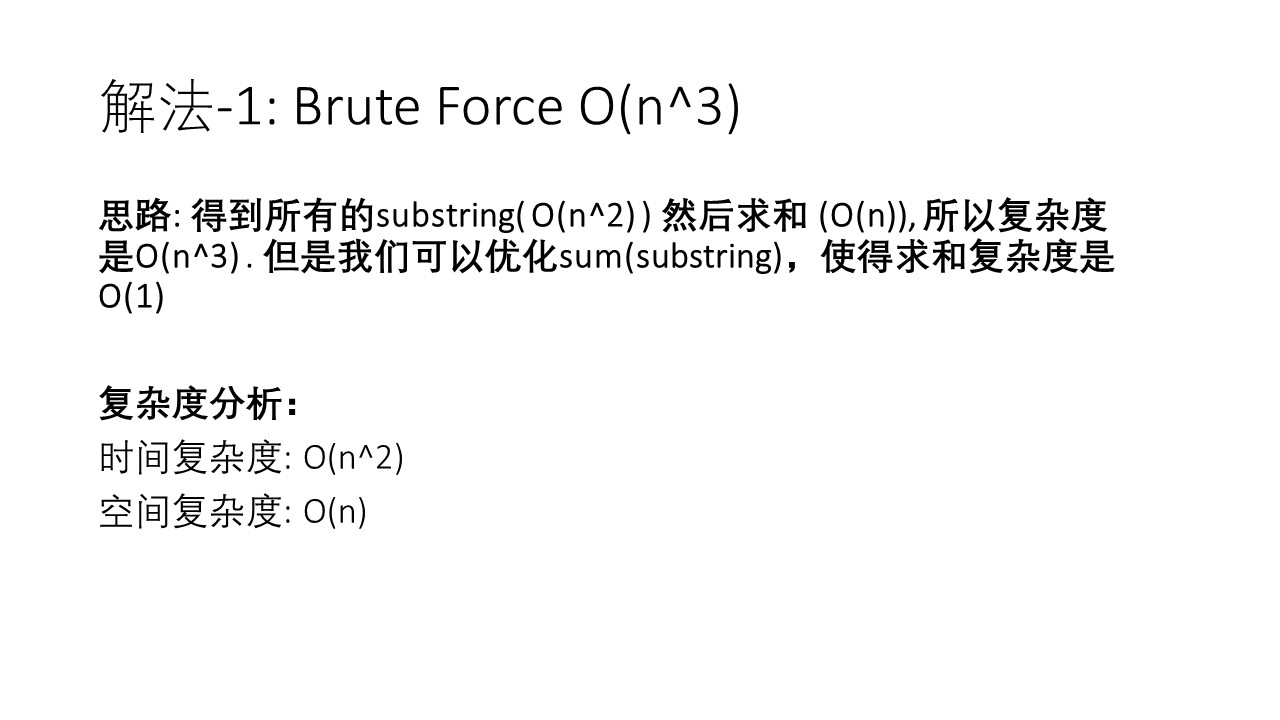 解法-1: Brute Force O(n^3)
思路: 得到所有的substring( O(n^2) ) 然后求和 (O(n)), 所以复杂度
是O(n^3) . 但是我们可以优化sum(substring)，使得求和复杂度是
O(1)
复杂度分析：
时间复杂度: O(n^2)
空间复杂度: O(n)